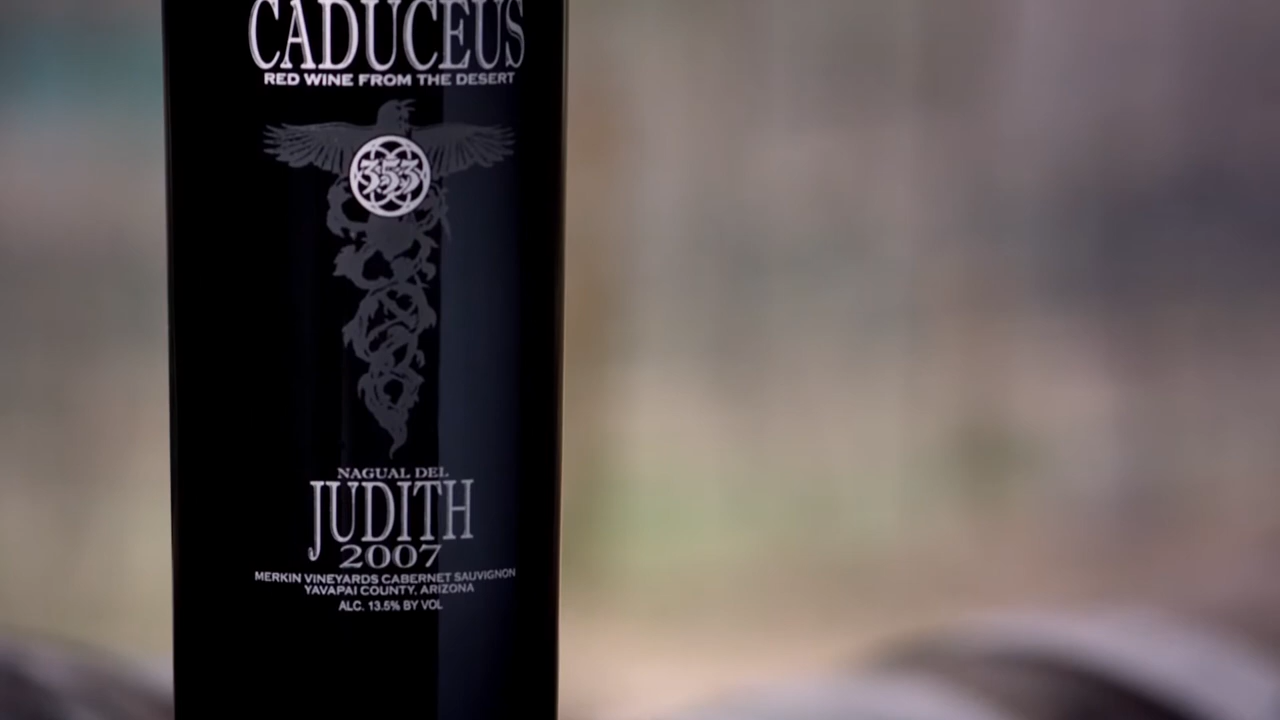 CADUCEUS
RED WINE FROM THE DESERT
353
NAGUAL DEL
JUDITH
2007
MERKIN VINEYARDS CABERNET SAUVIGNON
YAVAPAI COUNTY, ARIZONA
ALC. 13.5% BY VOL